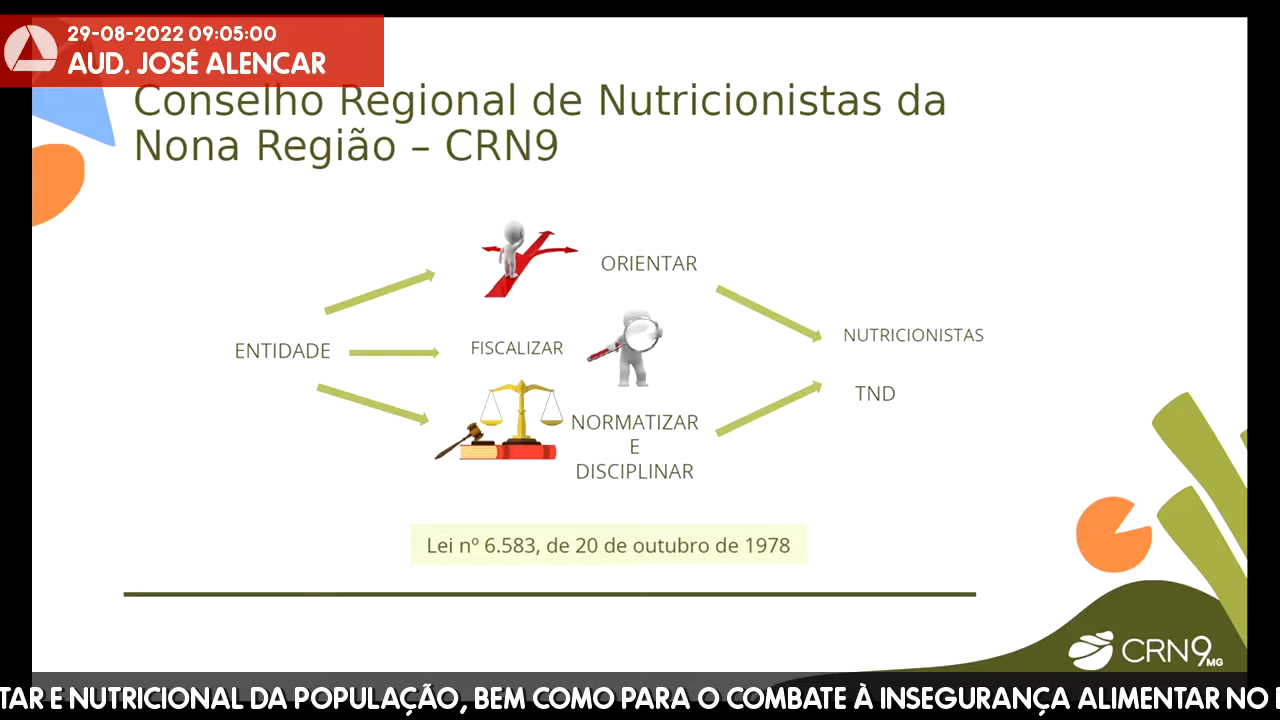 29-08-2022 09:05:00
AUD. JOSÉ ALENCAR
Conselho Regional de Nutricionistas da
Nona Região – CRN9
ORIENTAR
ENTIDADE
FISCALIZAR
NUTRICIONISTAS
TND
NORMATIZAR
E
DISCIPLINAR
Lei nº 6.583, de 20 de outubro de 1978
CRN9MG
TAR E NUTRICIONAL DA POPULAÇÃO, BEM COMO PARA O COMBATE À INSEGURANÇA ALIMENTAR NO